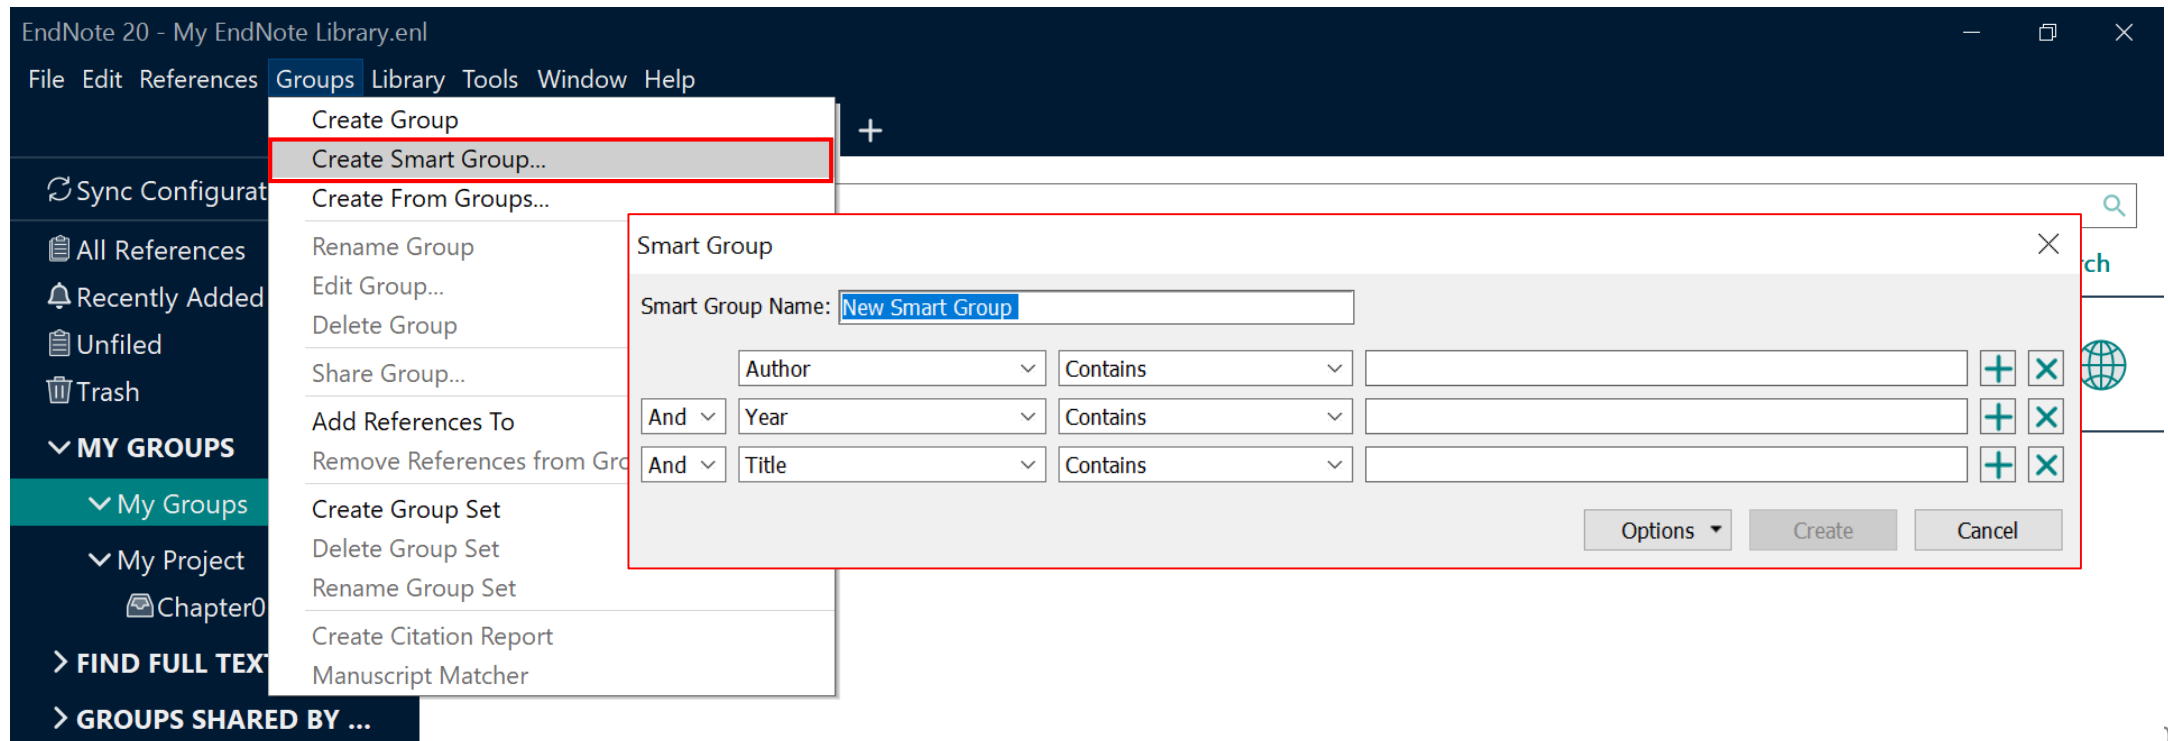 EndNote 20 - My EndNote Library.enl
File Edit References Groups Library Tools Window Help
Create Group
Create Smart Group...
Create From Groups...
Rename Group
Edit Group...
Delete Group
Share Group...
Add References To
Remove References from Gro
Create Group Set
Delete Group Set
Rename Group Set
Create Citation Report
Manuscript Matcher
Sync Configurat
All References
Recently Added
Unfiled
Trash
MY GROUPS
My Groups
My Project
Chapter0
FIND FULL TEXT
GROUPS SHARED BY ...
rch
Smart Group
Smart Group Name: New Smart Group
Author Contains
And Year Contains
And Title Contains
Options Create Cancel